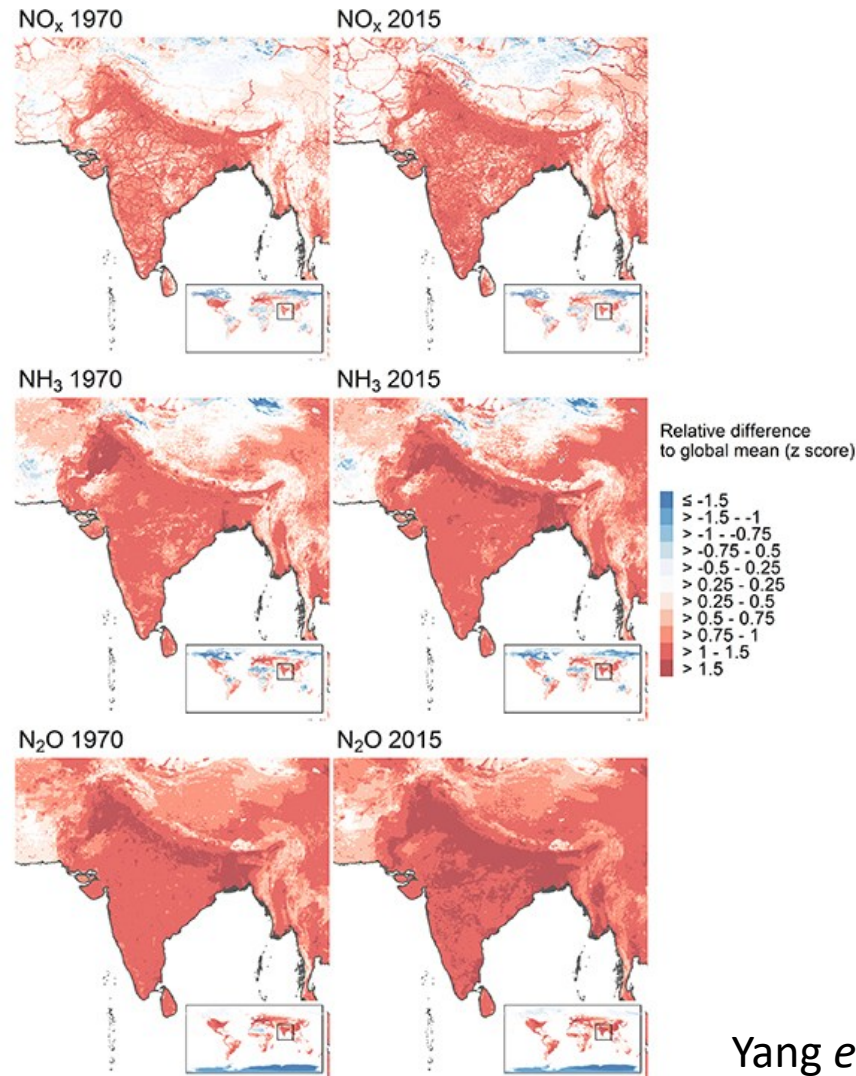 NOx 1970
NOx 2015
NH3 1970
NH3 2015
Relative difference
to global mean (z score)
≤ -1.5
> -1.5 - -1
> -1 - -0.75
> -0.75 - 0.5
> -0.5 - 0.25
> 0.25 - 0.25
> 0.25 - 0.5
> 0.5 - 0.75
> 0.75 - 1
> 1 - 1.5
> 1.5
N2O 1970
N2O 2015
Yang e